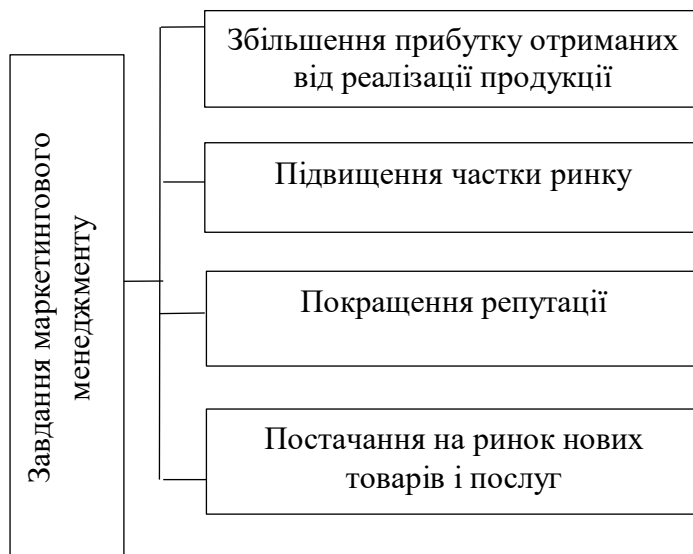 Завдання маркетингового
менеджменту
Збільшення прибутку отриманих
від реалізації продукції
Підвищення частки ринку
Покращення репутації
Постачання на ринок нових
товарів і послуг